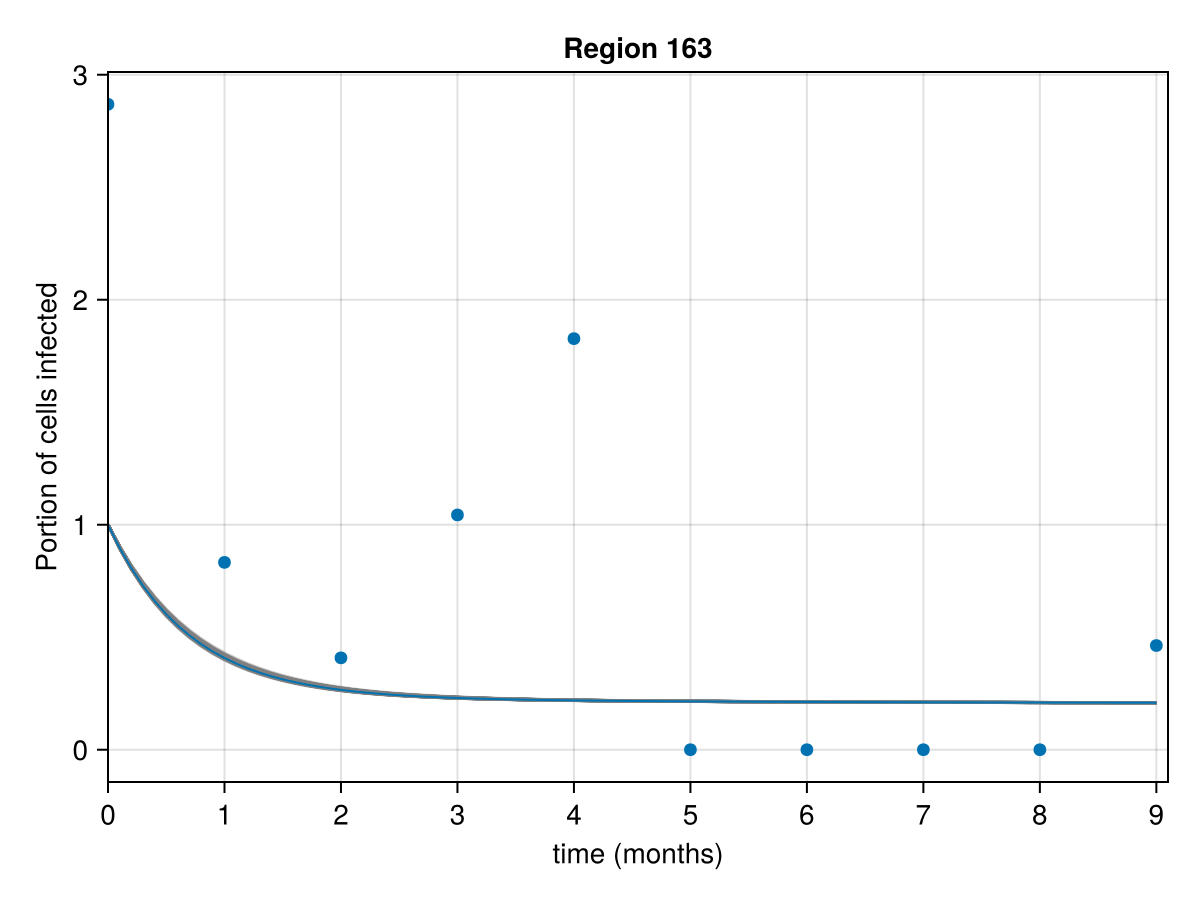 Region 163
Portion of cells infected
3
2
1
0
0 1 2 3 4 5 6 7 8 9
time (months)